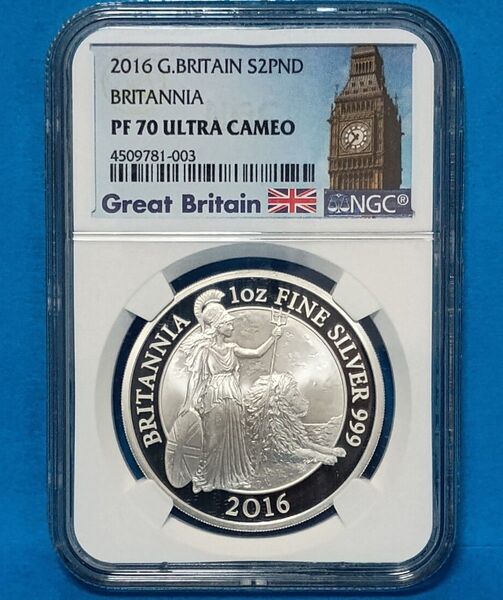 2016 G.BRITAIN S2PND
BRITANNIA
PF 70 ULTRA CAMEO
4509781-003
Great Britain NGC®
BRITANNIA 1oz FINE SILVER 999
2016